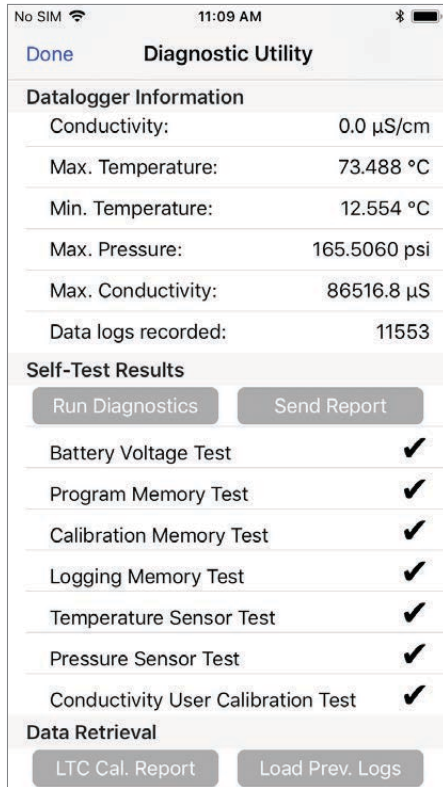 No SIM 11:09 AM
Done Diagnostic Utility
Datalogger Information
Conductivity: 0.0 µS/cm
Max. Temperature: 73.488 °C
Min. Temperature: 12.554 °C
Max. Pressure: 165.5060 psi
Max. Conductivity: 86516.8 µS
Data logs recorded: 11553
Self-Test Results
Run Diagnostics Send Report
Battery Voltage Test ✔
Program Memory Test ✔
Calibration Memory Test ✔
Logging Memory Test ✔
Temperature Sensor Test ✔
Pressure Sensor Test ✔
Conductivity User Calibration Test ✔
Data Retrieval
LTC Cal. Report Load Prev. Logs